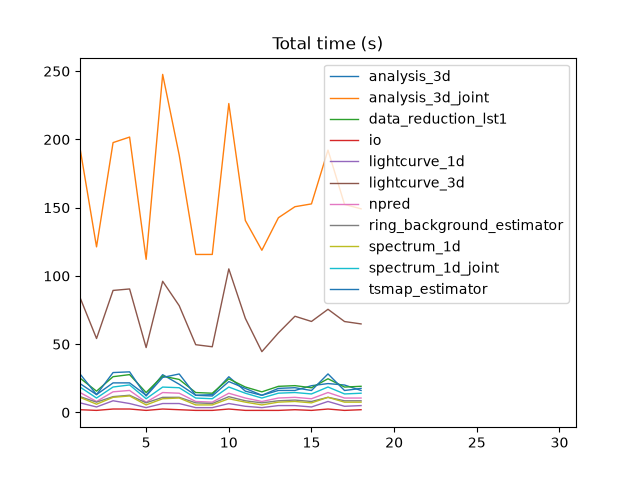 Total time (s)
250
200
150
100
50
0
5
10
15
20
25
30
analysis_3d
analysis_3d_joint
data_reduction_lst1
io
lightcurve_1d
lightcurve_3d
npred
ring_background_estimator
spectrum_1d
spectrum_1d_joint
tsmap_estimator